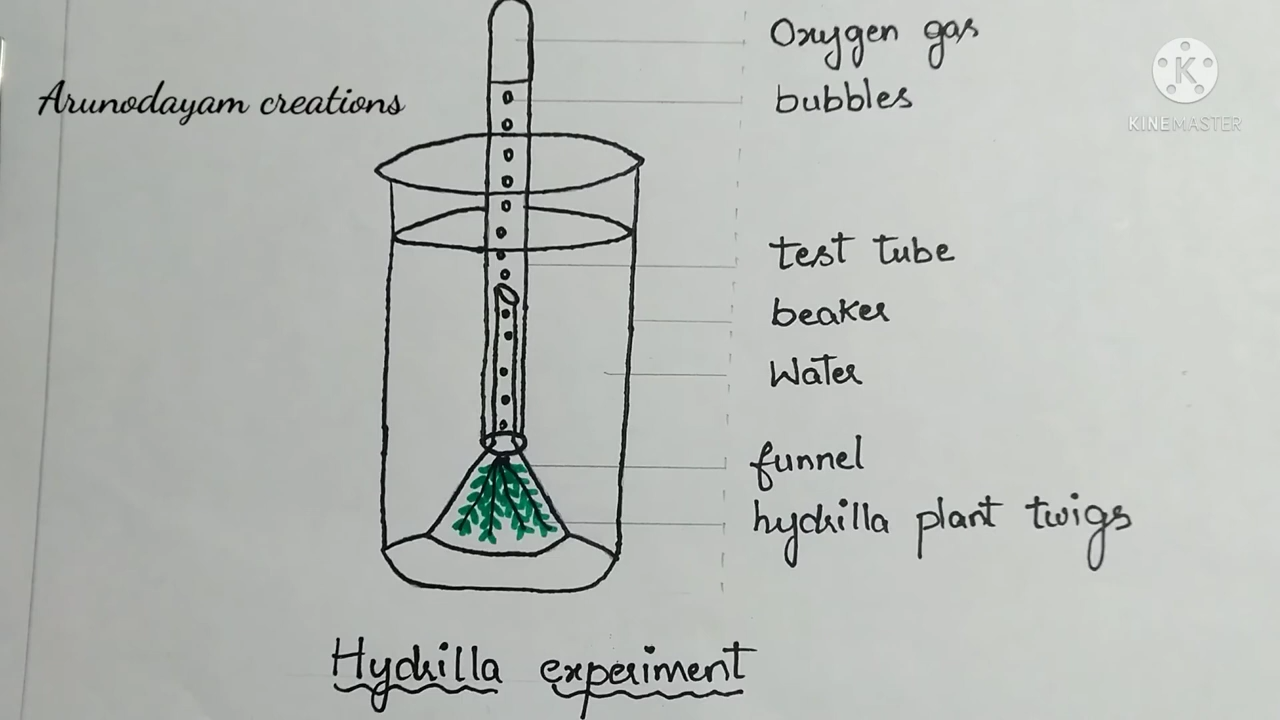 Oxygen gas
Arunodayam creations
bubbles
K
KINEMASTER
test tube
beaker
Water
funnel
hydrilla plant twigs
Hydrilla experiment